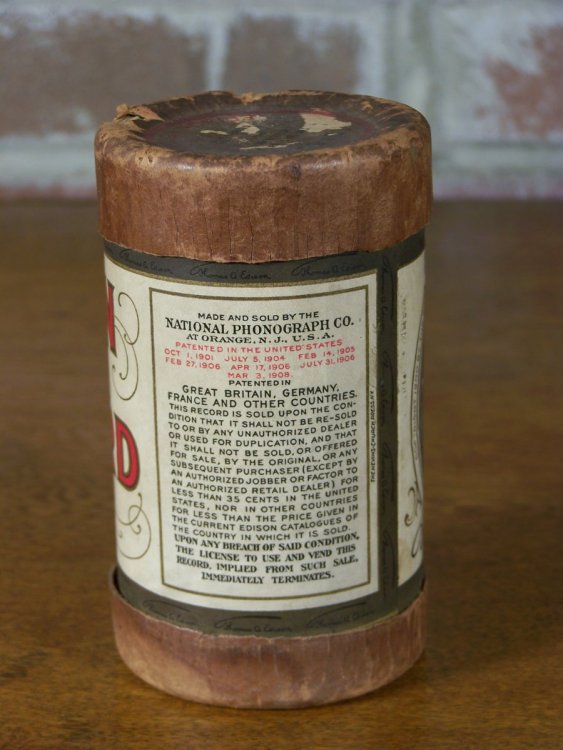 N
D
Thomas A Edison
MADE AND SOLD BY THE
NATIONAL PHONOGRAPH CO.
AT ORANGE, N.J., U.S.A.
PATENTED IN THE UNITED STATES
OCT 1, 1901 JULY 5, 1904 FEB 14, 1905
FEB 27, 1906 APR 17, 1906 JULY 31, 1906
MAR 3, 1908.
PATENTED IN
GREAT BRITAIN, GERMANY,
FRANCE AND OTHER COUNTRIES.
THIS RECORD IS SOLD UPON THE CON-
DITION THAT IT SHALL NOT BE RE-SOLD
TO OR BY ANY UNAUTHORIZED DEALER
OR USED FOR DUPLICATION, AND THAT
IT SHALL NOT BE SOLD, OR OFFERED
FOR SALE, BY THE ORIGINAL, OR ANY
SUBSEQUENT PURCHASER (EXCEPT BY
AN AUTHORIZED JOBBER OR FACTOR TO
AN AUTHORIZED RETAIL DEALER) FOR
LESS THAN 35 CENTS IN THE UNITED
STATES, NOR IN OTHER COUNTRIES
FOR LESS THAN THE PRICE GIVEN IN
THE CURRENT EDISON CATALOGUES OF
THE COUNTRY IN WHICH IT IS SOLD.
UPON ANY BREACH OF SAID CONDITION,
THE LICENSE TO USE AND VEND THIS
RECORD, IMPLIED FROM SUCH SALE,
IMMEDIATELY TERMINATES.
Thomas A Edison